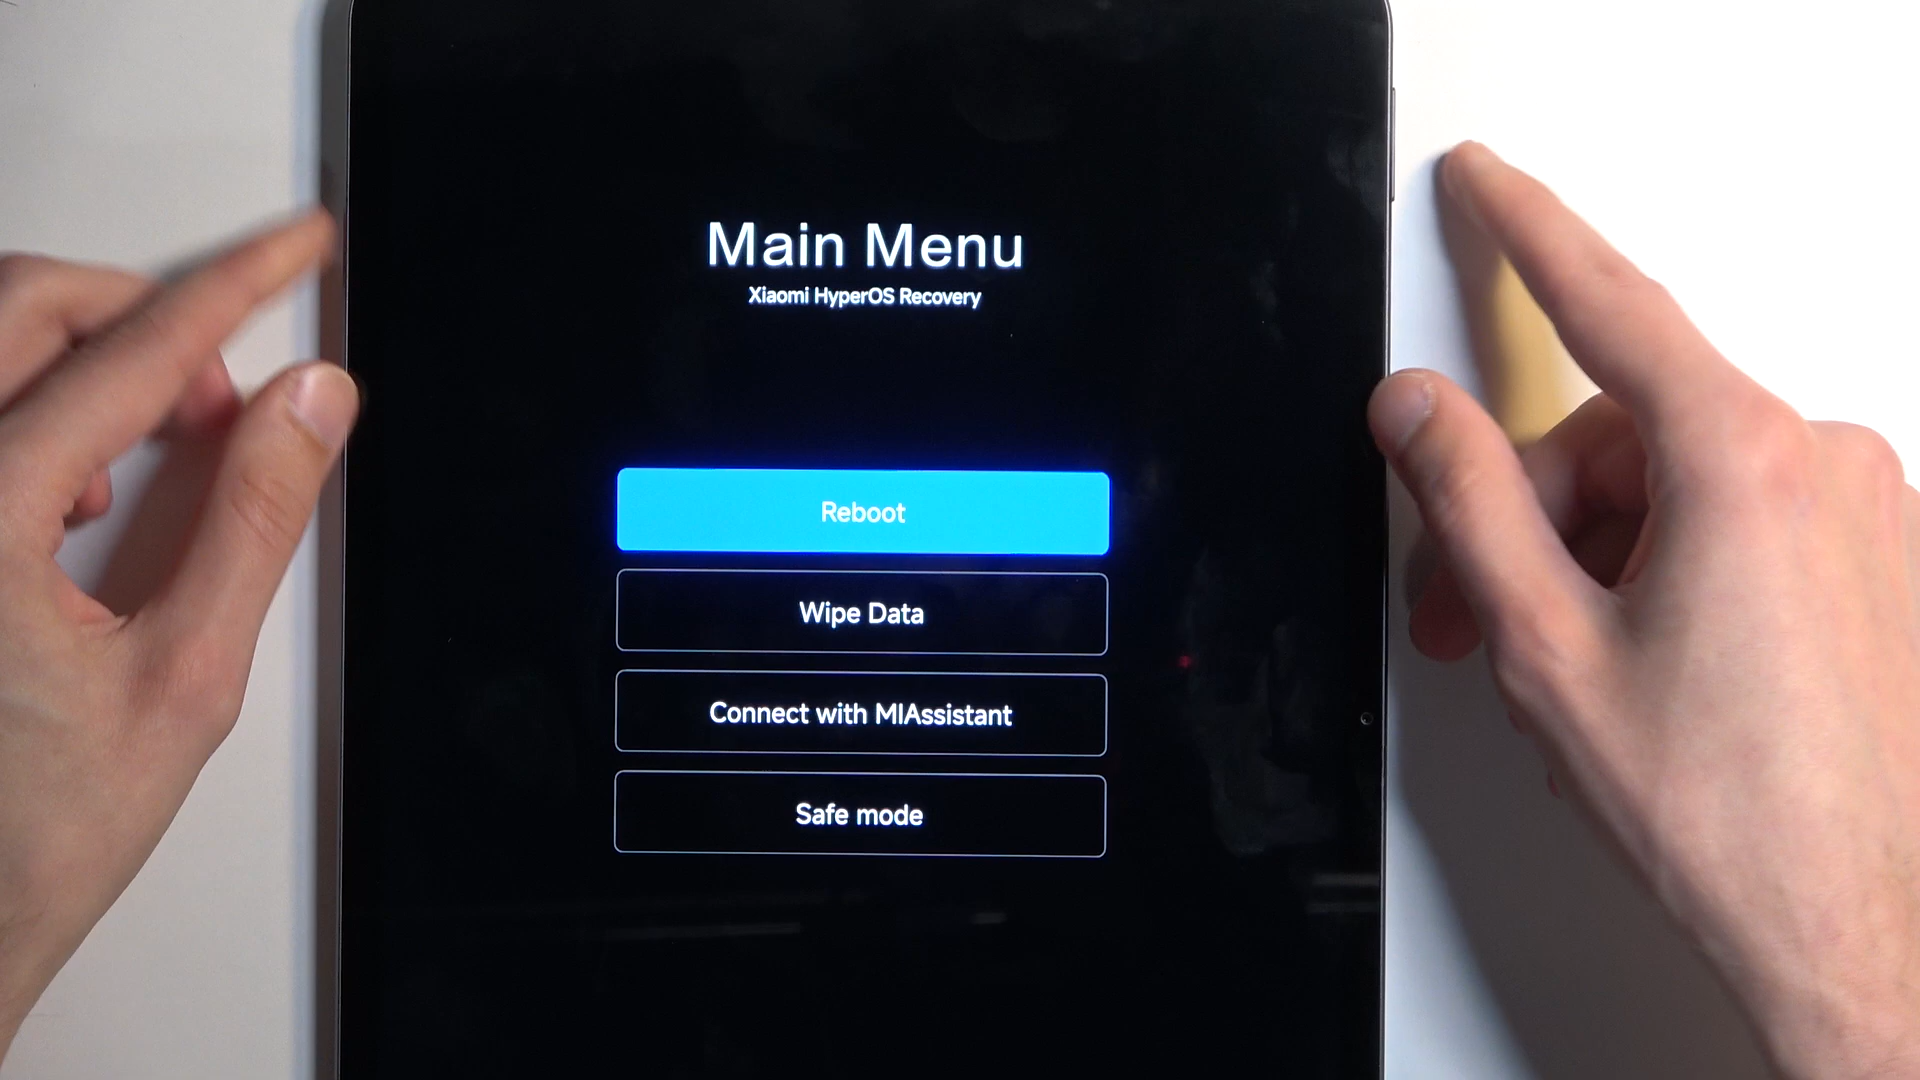 Main Menu
Xiaomi HyperOS Recovery
Reboot
Wipe Data
Connect with MIAssistant
Safe mode